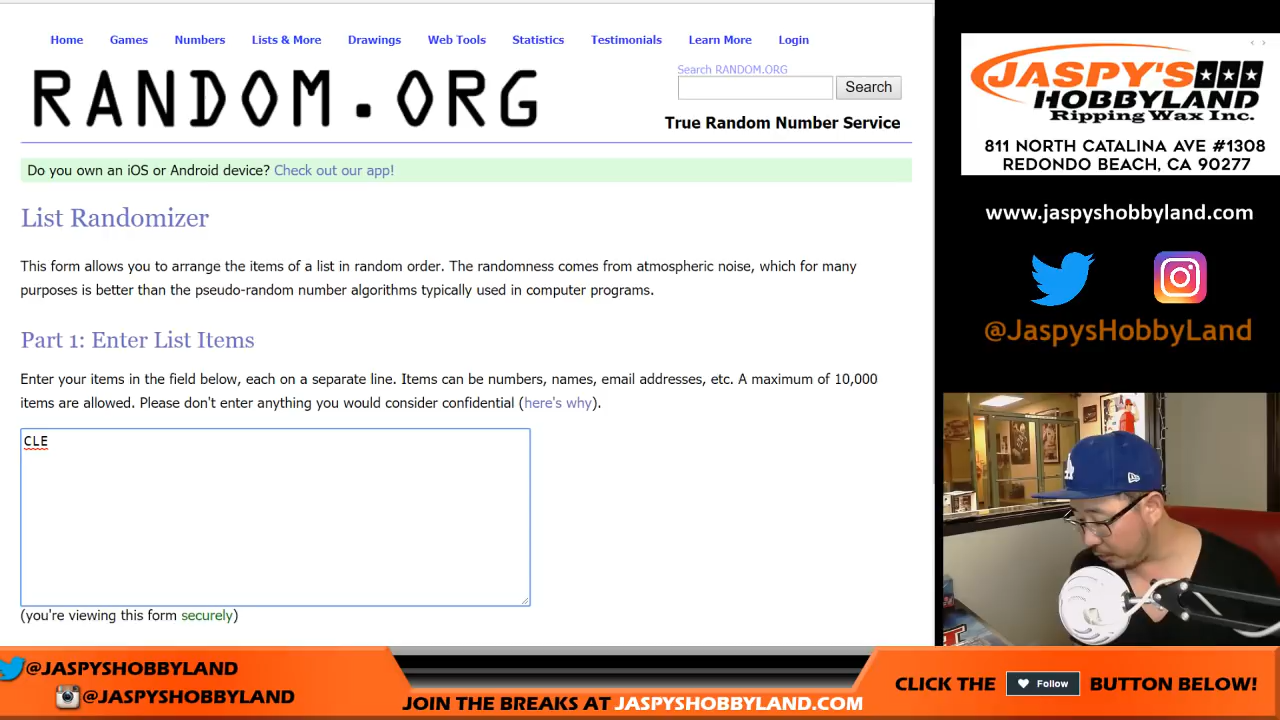 Home Games Numbers Lists & More Drawings Web Tools Statistics Testimonials Learn More Login
RANDOM.ORG
Search RANDOM.ORG
Search
True Random Number Service
Do you own an iOS or Android device? Check out our app!
List Randomizer
This form allows you to arrange the items of a list in random order. The randomness comes from atmospheric noise, which for many
purposes is better than the pseudo-random number algorithms typically used in computer programs.
Part 1: Enter List Items
Enter your items in the field below, each on a separate line. Items can be numbers, names, email addresses, etc. A maximum of 10,000
items are allowed. Please don't enter anything you would consider confidential (here's why).
CLE
(you're viewing this form securely)
JASPY'S
HOBBYLAND
Ripping Wax Inc.
811 NORTH CATALINA AVE #1308
REDONDO BEACH, CA 90277
www.jaspyshobbyland.com
@JaspysHobbyLand
@JASPYSHOBBYLAND
@JASPYSHOBBYLAND
JOIN THE BREAKS AT JASPYSHOBBYLAND.COM
CLICK THE Follow BUTTON BELOW!